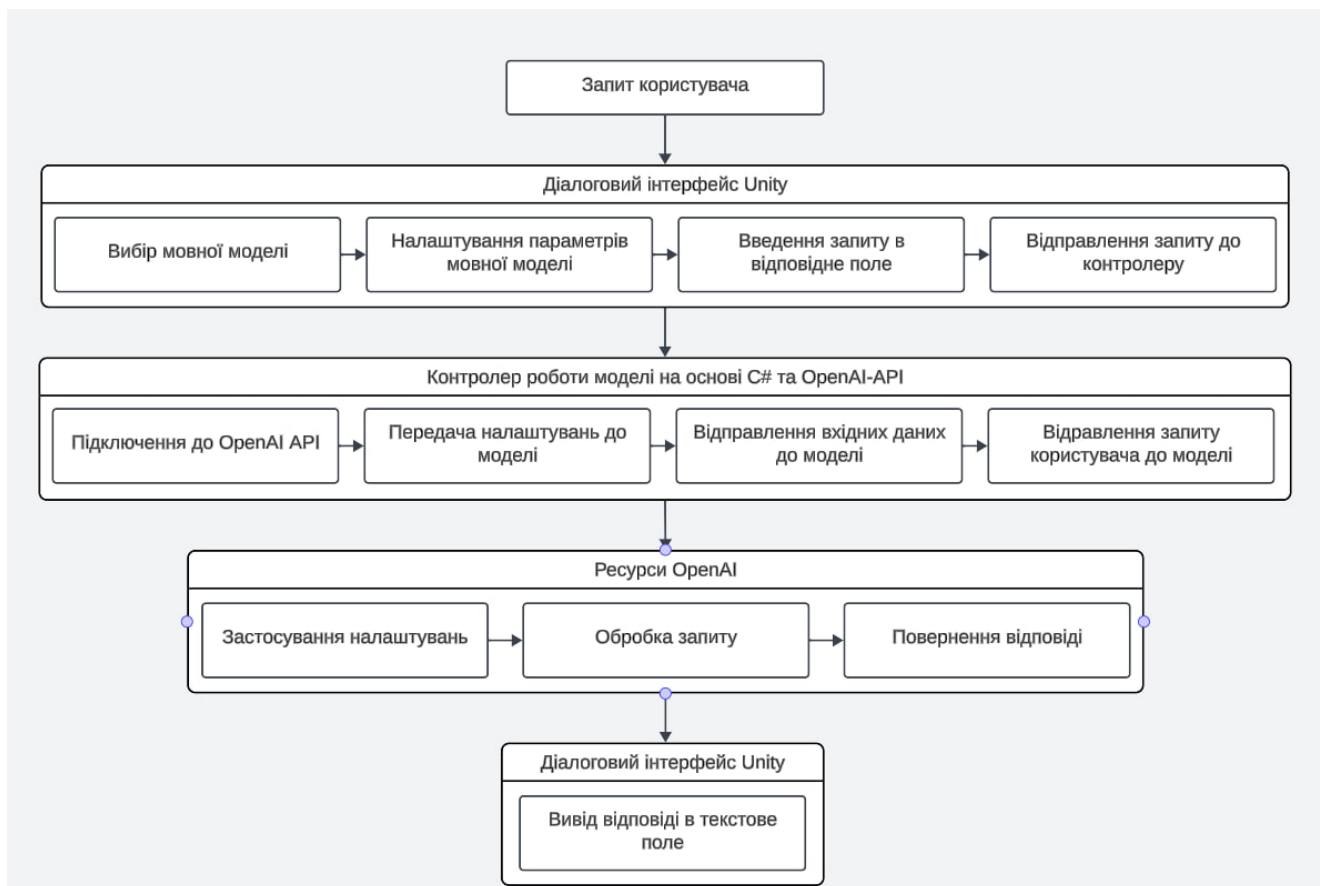 Запит користувача
Діалоговий інтерфейс Unity
Вибір мовної моделі
Налаштування параметрів
мовної моделі
Введення запиту в
відповідне поле
Відправлення запиту до
контролеру
Контролер роботи моделі на основі C# та OpenAI-API
Підключення до OpenAI API
Передача налаштувань до
моделі
Відправлення вхідних даних
до моделі
Відравлення запиту
користувача до моделі
Ресурси OpenAI
Застосування налаштувань
Обробка запиту
Повернення відповіді
Діалоговий інтерфейс Unity
Вивід відповіді в текстове
поле